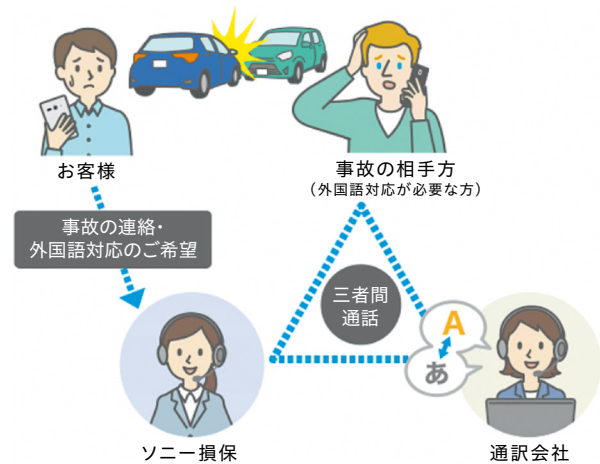 お客様
事故の相手方
（外国語対応が必要な方）
事故の連絡・
外国語対応のご希望
三者間
通話
A
あ
ソニー損保
通訳会社